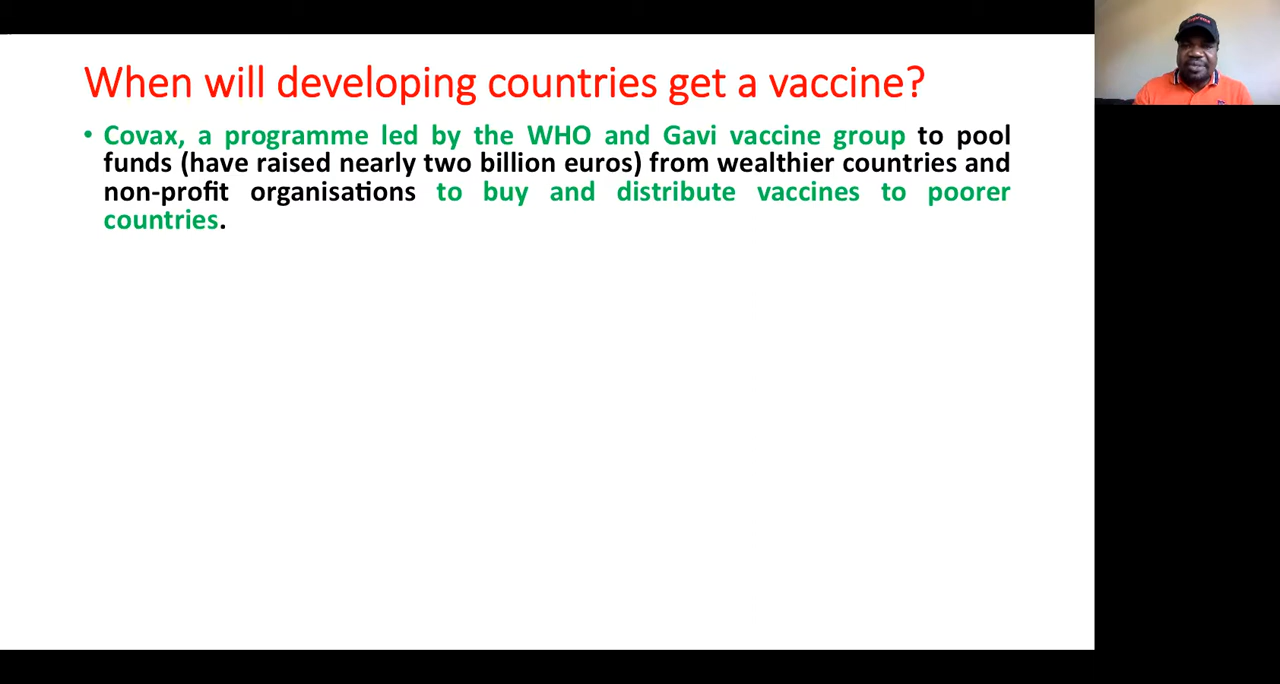 When will developing countries get a vaccine?
• Covax, a programme led by the WHO and Gavi vaccine group to pool
funds (have raised nearly two billion euros) from wealthier countries and
non-profit organisations to buy and distribute vaccines to poorer
countries.